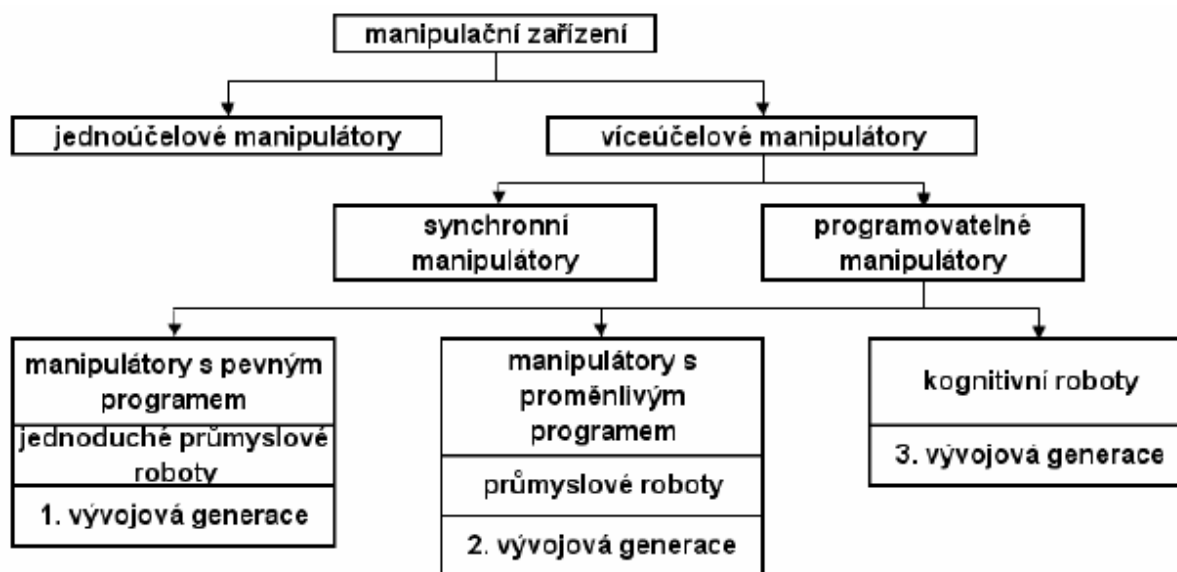 manipulační zařízení
jednoúčelové manipulátory
víceúčelové manipulátory
synchronní
manipulátory
programovatelné
manipulátory
manipulátory s pevným
programem
jednoduché průmyslové
roboty
1. vývojová generace
manipulátory s
proměnlivým
programem
průmyslové roboty
2. vývojová generace
kognitivní roboty
3. vývojová generace